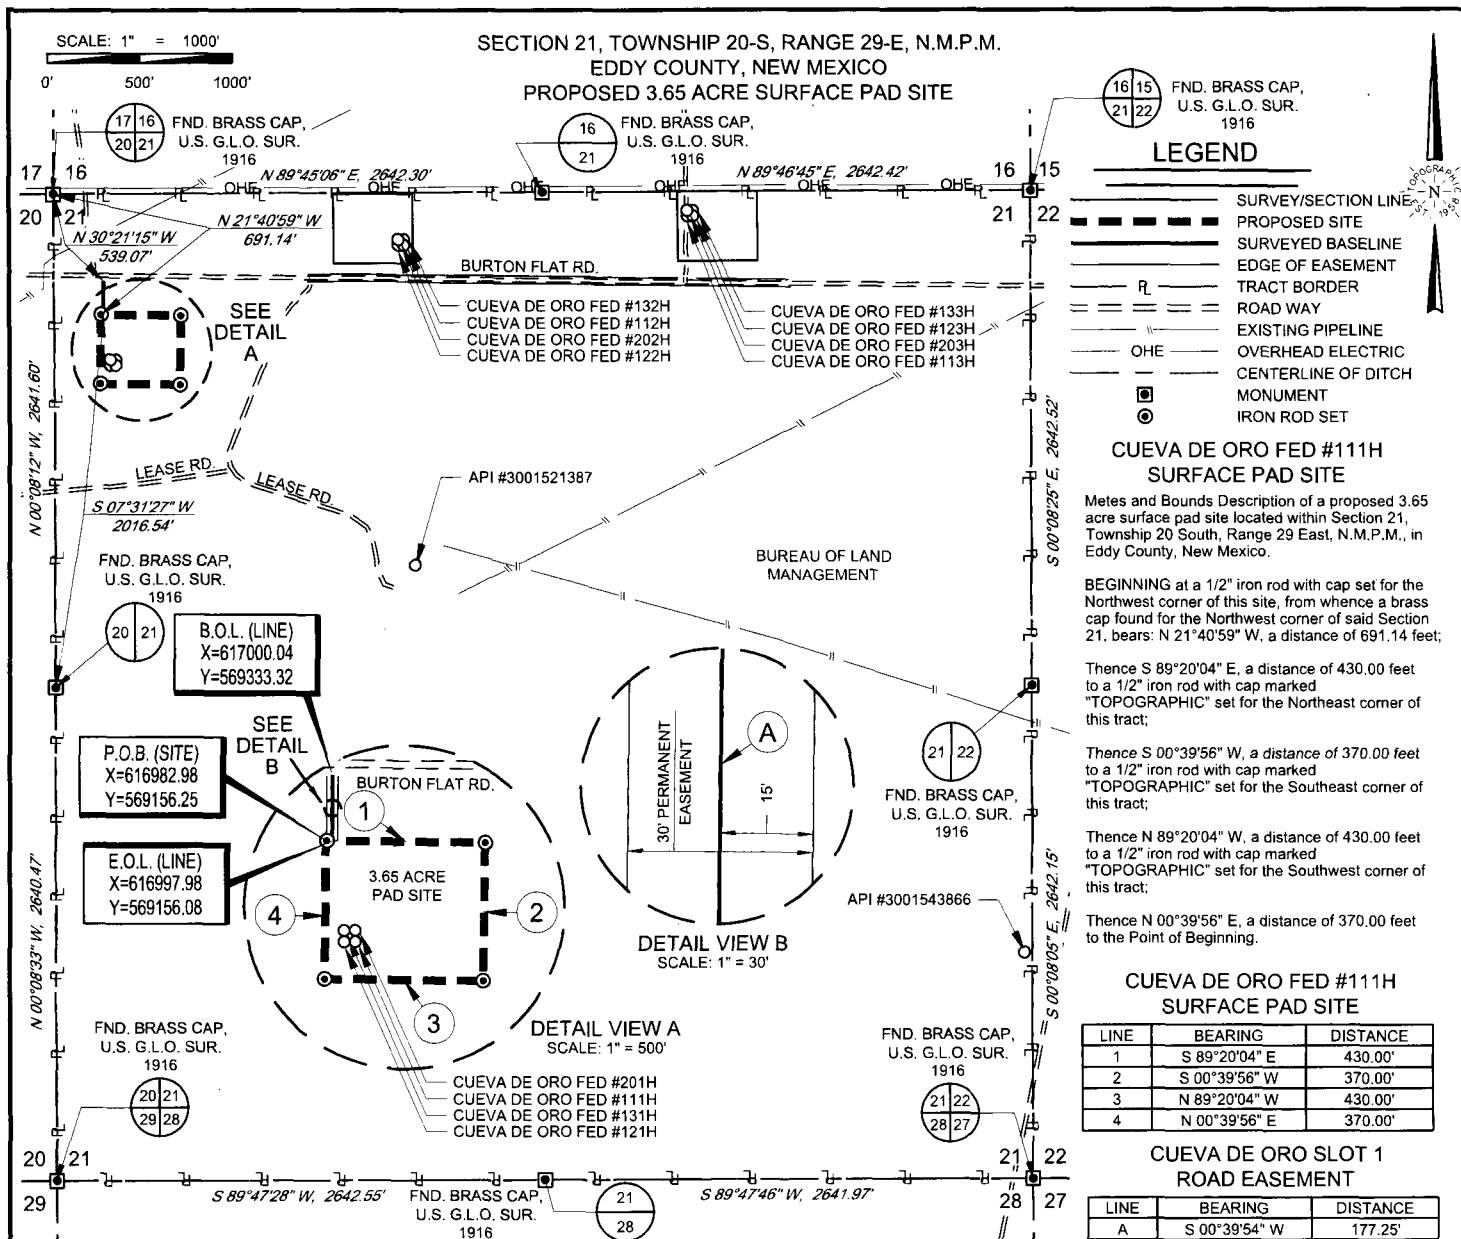 SCALE: 1" = 1000'
0' 500' 1000'
SECTION 21, TOWNSHIP 20-S, RANGE 29-E, N.M.P.M.
EDDY COUNTY, NEW MEXICO
PROPOSED 3.65 ACRE SURFACE PAD SITE
17 16
20 21
FND. BRASS CAP,
U.S. G.L.O. SUR.
1916
16
21
FND. BRASS CAP,
U.S. G.L.O. SUR.
1916
16 15
21 22
FND. BRASS CAP,
U.S. G.L.O. SUR.
1916
17 16
20 21
N 89°45'06" E, 2642.30'
N 89°46'45" E, 2642.42'
16 15
21 22
OHE OHE OHE OHE OHE OHE
N 21°40'59" W
691.14'
N 30°21'15" W
539.07'
BURTON FLAT RD.
SEE
DETAIL
A
CUEVA DE ORO FED #132H
CUEVA DE ORO FED #112H
CUEVA DE ORO FED #202H
CUEVA DE ORO FED #122H
CUEVA DE ORO FED #133H
CUEVA DE ORO FED #123H
CUEVA DE ORO FED #203H
CUEVA DE ORO FED #113H
N 00°08'12" W, 2641.60'
S 00°08'25" E, 2642.52'
LEASE RD.
LEASE RD.
S 07°31'27" W
2016.54'
API #3001521387
BUREAU OF LAND
MANAGEMENT
FND. BRASS CAP,
U.S. G.L.O. SUR.
1916
20 21
B.O.L. (LINE)
X=617000.04
Y=569333.32
SEE
DETAIL
B
P.O.B. (SITE)
X=616982.98
Y=569156.25
E.O.L. (LINE)
X=616997.98
Y=569156.08
BURTON FLAT RD.
1
3.65 ACRE
PAD SITE
4
2
3
DETAIL VIEW A
SCALE: 1" = 500'
CUEVA DE ORO FED #201H
CUEVA DE ORO FED #111H
CUEVA DE ORO FED #131H
CUEVA DE ORO FED #121H
A
30' PERMANENT
EASEMENT
15'
DETAIL VIEW B
SCALE: 1" = 30'
21 22
FND. BRASS CAP,
U.S. G.L.O. SUR.
1916
API #3001543866
N 00°08'33" W, 2640.47'
S 00°08'05" E, 2642.15'
FND. BRASS CAP,
U.S. G.L.O. SUR.
1916
20 21
29 28
FND. BRASS CAP,
U.S. G.L.O. SUR.
1916
21 22
28 27
20 21
29
S 89°47'28" W, 2642.55'
FND. BRASS CAP,
U.S. G.L.O. SUR.
1916
21
28
S 89°47'46" W, 2641.97'
21 22
28 27
LEGEND
SURVEY/SECTION LINE
PROPOSED SITE
SURVEYED BASELINE
EDGE OF EASEMENT
PL TRACT BORDER
ROAD WAY
EXISTING PIPELINE
OHE OVERHEAD ELECTRIC
CENTERLINE OF DITCH
MONUMENT
IRON ROD SET
TOPOGRAPHIC
N
EST. 1958
CUEVA DE ORO FED #111H
SURFACE PAD SITE
Metes and Bounds Description of a proposed 3.65
acre surface pad site located within Section 21,
Township 20 South, Range 29 East, N.M.P.M., in
Eddy County, New Mexico.
BEGINNING at a 1/2" iron rod with cap set for the
Northwest corner of this site, from whence a brass
cap found for the Northwest corner of said Section
21, bears: N 21°40'59" W, a distance of 691.14 feet;
Thence S 89°20'04" E, a distance of 430.00 feet
to a 1/2" iron rod with cap marked
"TOPOGRAPHIC" set for the Northeast corner of
this tract;
Thence S 00°39'56" W, a distance of 370.00 feet
to a 1/2" iron rod with cap marked
"TOPOGRAPHIC" set for the Southeast corner of
this tract;
Thence N 89°20'04" W, a distance of 430.00 feet
to a 1/2" iron rod with cap marked
"TOPOGRAPHIC" set for the Southwest corner of
this tract;
Thence N 00°39'56" E, a distance of 370.00 feet
to the Point of Beginning.
CUEVA DE ORO FED #111H
SURFACE PAD SITE
LINE BEARING DISTANCE
1 S 89°20'04" E 430.00'
2 S 00°39'56" W 370.00'
3 N 89°20'04" W 430.00'
4 N 00°39'56" E 370.00'
CUEVA DE ORO SLOT 1
ROAD EASEMENT
LINE BEARING DISTANCE
A S 00°39'54" W 177.25'